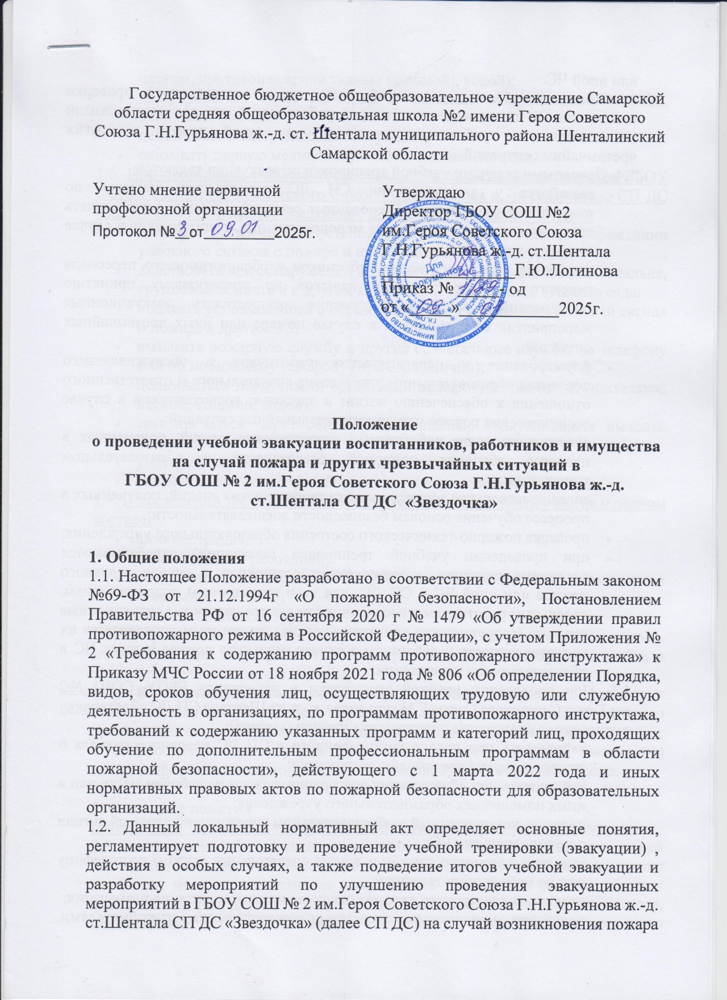 Государственное бюджетное общеобразовательное учреждение Самарской
области средняя общеобразовательная школа №2 имени Героя Советского
Союза Г.Н.Гурьянова ж.-д. ст. Шентала муниципального района Шенталинский
Самарской области
Учтено мнение первичной
профсоюзной организации
Протокол № 3 от 09.01 2025г.
Утверждаю
Директор ГБОУ СОШ №2
им.Героя Советского Союза
Г.Н.Гурьянова ж.-д. ст.Шентала
Г.Ю.Логинова
Приказ № - од
от « 09 » 2025г.
Для
документов
Положение
о проведении учебной эвакуации воспитанников, работников и имущества
на случай пожара и других чрезвычайных ситуаций в
ГБОУ СОШ № 2 им.Героя Советского Союза Г.Н.Гурьянова ж.-д.
ст.Шентала СП ДС «Звездочка»
1. Общие положения
1.1. Настоящее Положение разработано в соответствии с Федеральным законом
№69-ФЗ от 21.12.1994г «О пожарной безопасности», Постановлением
Правительства РФ от 16 сентября 2020 г № 1479 «Об утверждении правил
противопожарного режима в Российской Федерации», с учетом Приложения №
2 «Требования к содержанию программ противопожарного инструктажа» к
Приказу МЧС России от 18 ноября 2021 года № 806 «Об определении Порядка,
видов, сроков обучения лиц, осуществляющих трудовую или служебную
деятельность в организациях, по программам противопожарного инструктажа,
требований к содержанию указанных программ и категорий лиц, проходящих
обучение по дополнительным профессиональным программам в области
пожарной безопасности», действующего с 1 марта 2022 года и иных
нормативных правовых актов по пожарной безопасности для образовательных
организаций.
1.2. Данный локальный нормативный акт определяет основные понятия,
регламентирует подготовку и проведение учебной тренировки (эвакуации) ,
действия в особых случаях, а также подведение итогов учебной эвакуации и
разработку мероприятий по улучшению проведения эвакуационных
мероприятий в ГБОУ СОШ № 2 им.Героя Советского Союза Г.Н.Гурьянова ж.-д.
ст.Шентала СП ДС «Звездочка» (далее СП ДС) на случай возникновения пожара